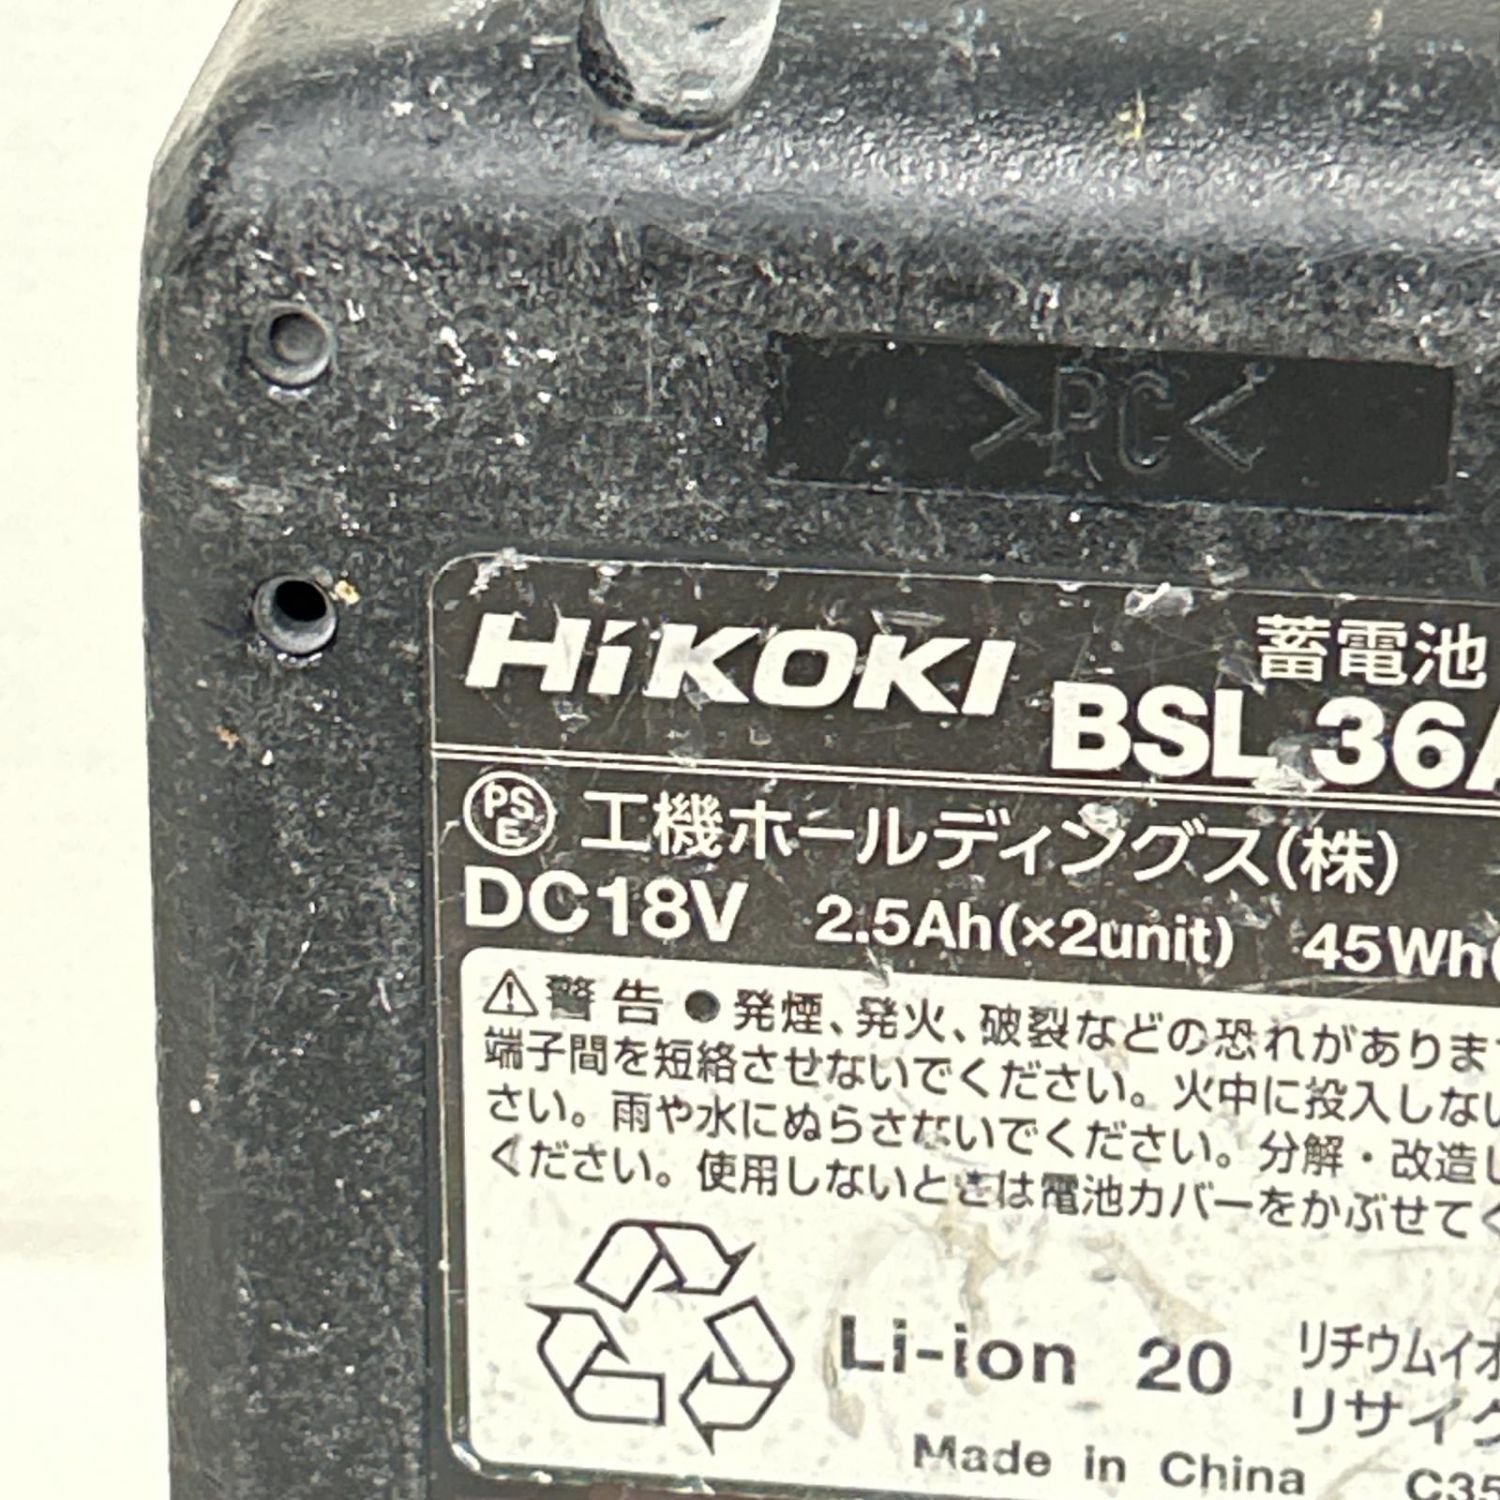 >PC<
HiKOKI
蓄電池
BSL 36A
PSE 工機ホールディングス(株)
DC18V 2.5Ah(×2unit) 45Wh(
⚠警告 ●発煙、発火、破裂などの恐れがありま
端子間を短絡させないでください。火中に投入しない
さい。雨や水にぬらさないでください。分解・改造し
ください。使用しないときは電池カバーをかぶせてく
Li-ion 20
リチウムイオ
リサイク
Made in China C35